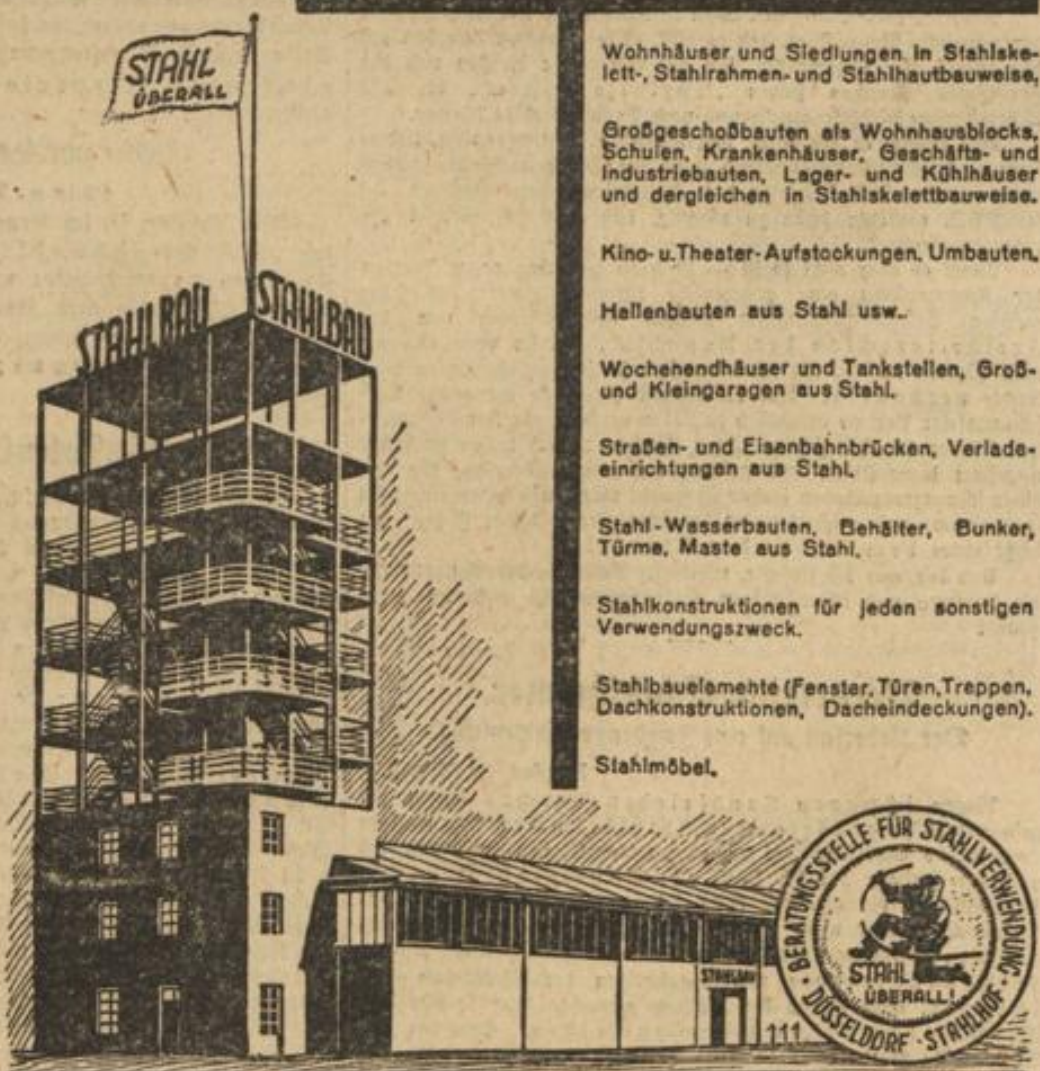 STAHL
ÜBERALL
STAHLBAU
STAHLBAU
Wohnhäuser und Siedlungen in Stahlske-
lett-, Stahlrahmen- und Stahlhautbauweise,
Großgeschoßbauten als Wohnhausblocks,
Schulen, Krankenhäuser, Geschäfts- und
Industriebauten, Lager- und Kühlhäuser
und dergleichen in Stahlskelettbauweise.
Kino- u. Theater-Aufstockungen. Umbauten.
Hallenbauten aus Stahl usw..
Wochenendhäuser und Tankstellen, Groß-
und Kleingaragen aus Stahl.
Straßen- und Eisenbahnbrücken, Verlade-
einrichtungen aus Stahl.
Stahl-Wasserbauten, Behälter, Bunker,
Türme, Maste aus Stahl.
Stahlkonstruktionen für jeden sonstigen
Verwendungszweck.
Stahlbauelemehte (Fenster, Türen, Treppen,
Dachkonstruktionen, Dacheindeckungen).
Stahlmöbel.
STAHLBAU
111
BERATUNGSSTELLE FÜR STAHLVERWENDUNG
· DÜSSELDORF · STAHLHOF ·
STAHL
ÜBERALL!